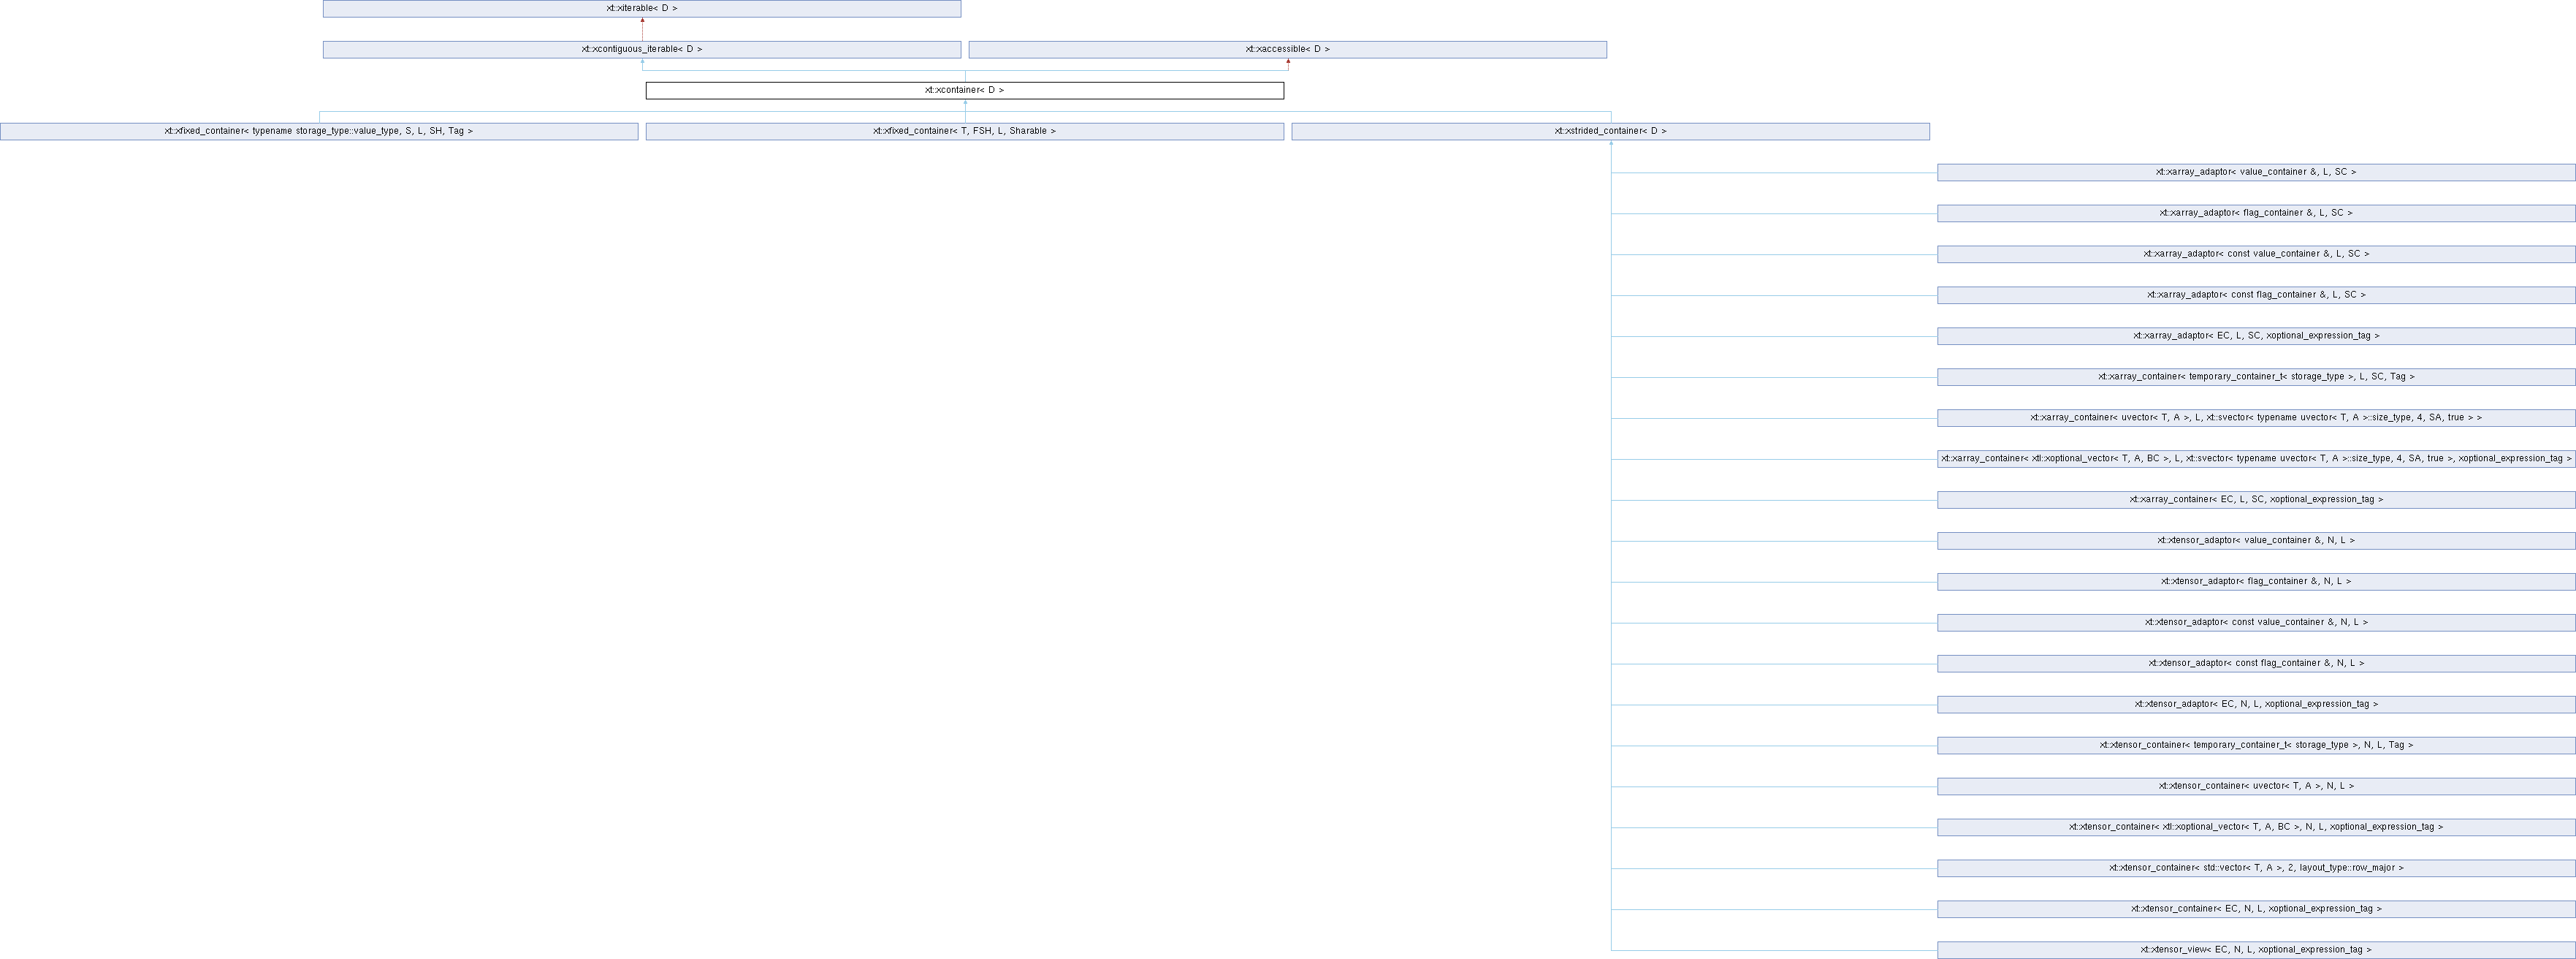 xt::xiterable< D >
xt::xcontiguous_iterable< D >
xt::xaccessible< D >
xt::xcontainer< D >
xt::xfixed_container< typename storage_type::value_type, S, L, SH, Tag >
xt::xfixed_container< T, FSH, L, Sharable >
xt::xstrided_container< D >
xt::xarray_adaptor< value_container &, L, SC >
xt::xarray_adaptor< flag_container &, L, SC >
xt::xarray_adaptor< const value_container &, L, SC >
xt::xarray_adaptor< const flag_container &, L, SC >
xt::xarray_adaptor< EC, L, SC, xoptional_expression_tag >
xt::xarray_container< temporary_container_t< storage_type >, L, SC, Tag >
xt::xarray_container< uvector< T, A >, L, xt::svector< typename uvector< T, A >::size_type, 4, SA, true > >
xt::xarray_container< xtl::xoptional_vector< T, A, BC >, L, xt::svector< typename uvector< T, A >::size_type, 4, SA, true >, xoptional_expression_tag >
xt::xarray_container< EC, L, SC, xoptional_expression_tag >
xt::xtensor_adaptor< value_container &, N, L >
xt::xtensor_adaptor< flag_container &, N, L >
xt::xtensor_adaptor< const value_container &, N, L >
xt::xtensor_adaptor< const flag_container &, N, L >
xt::xtensor_adaptor< EC, N, L, xoptional_expression_tag >
xt::xtensor_container< temporary_container_t< storage_type >, N, L, Tag >
xt::xtensor_container< uvector< T, A >, N, L >
xt::xtensor_container< xtl::xoptional_vector< T, A, BC >, N, L, xoptional_expression_tag >
xt::xtensor_container< std::vector< T, A >, 2, layout_type::row_major >
xt::xtensor_container< EC, N, L, xoptional_expression_tag >
xt::xtensor_view< EC, N, L, xoptional_expression_tag >